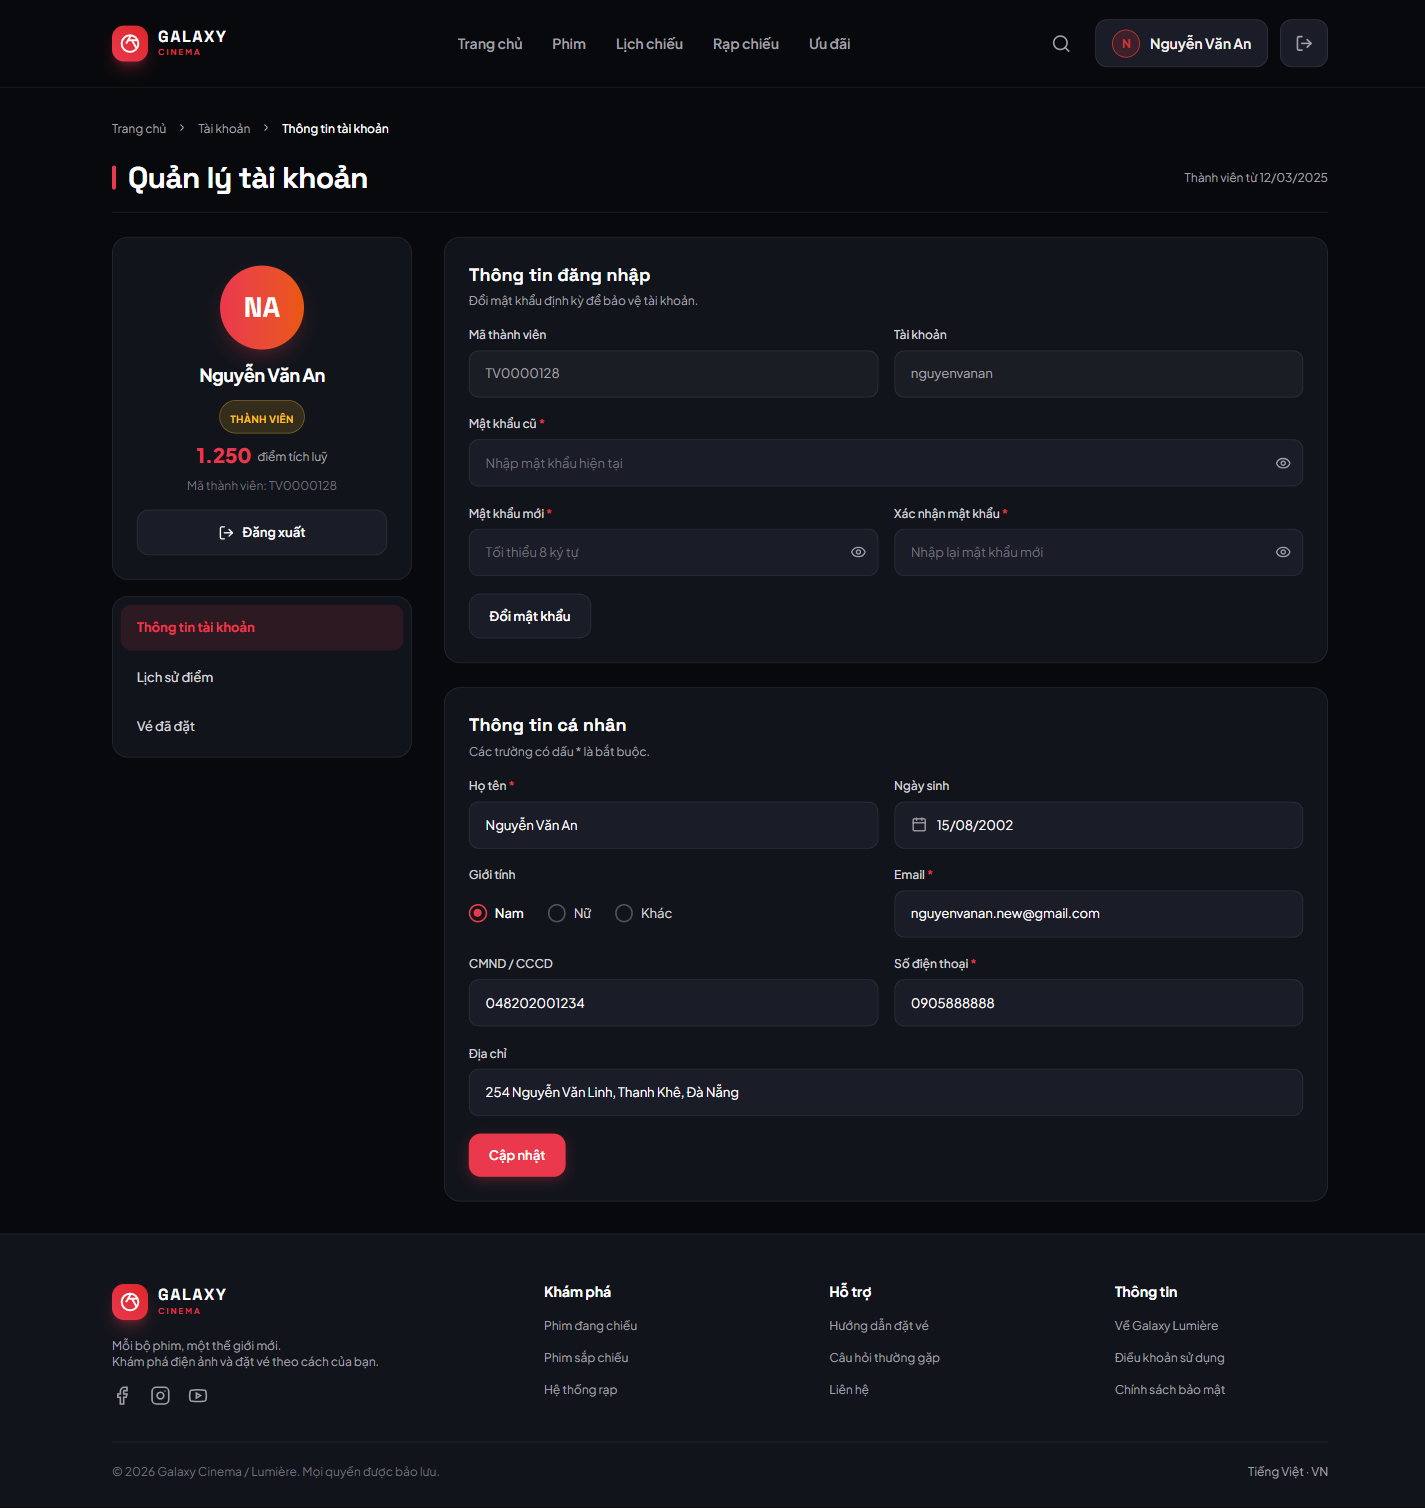 GALAXY
CINEMA
Trang chủ
Phim
Lịch chiếu
Rạp chiếu
Ưu đãi
N
Nguyễn Văn An
Trang chủ
Tài khoản
Thông tin tài khoản
Quản lý tài khoản
Thành viên từ 12/03/2025
NA
Nguyễn Văn An
THÀNH VIÊN
1.250 điểm tích luỹ
Mã thành viên: TV0000128
Đăng xuất
Thông tin tài khoản
Lịch sử điểm
Vé đã đặt
Thông tin đăng nhập
Đổi mật khẩu định kỳ để bảo vệ tài khoản.
Mã thành viên
TV0000128
Tài khoản
nguyenvanan
Mật khẩu cũ *
Nhập mật khẩu hiện tại
Mật khẩu mới *
Tối thiểu 8 ký tự
Xác nhận mật khẩu *
Nhập lại mật khẩu mới
Đổi mật khẩu
Thông tin cá nhân
Các trường có dấu * là bắt buộc.
Họ tên *
Nguyễn Văn An
Ngày sinh
15/08/2002
Giới tính
Nam
Nữ
Khác
Email *
nguyenvanan.new@gmail.com
CMND / CCCD
048202001234
Số điện thoại *
0905888888
Địa chỉ
254 Nguyễn Văn Linh, Thanh Khê, Đà Nẵng
Cập nhật
GALAXY
CINEMA
Mỗi bộ phim, một thế giới mới.
Khám phá điện ảnh và đặt vé theo cách của bạn.
Khám phá
Phim đang chiếu
Phim sắp chiếu
Hệ thống rạp
Hỗ trợ
Hướng dẫn đặt vé
Câu hỏi thường gặp
Liên hệ
Thông tin
Về Galaxy Lumière
Điều khoản sử dụng
Chính sách bảo mật
© 2026 Galaxy Cinema / Lumière. Mọi quyền được bảo lưu.
Tiếng Việt · VN